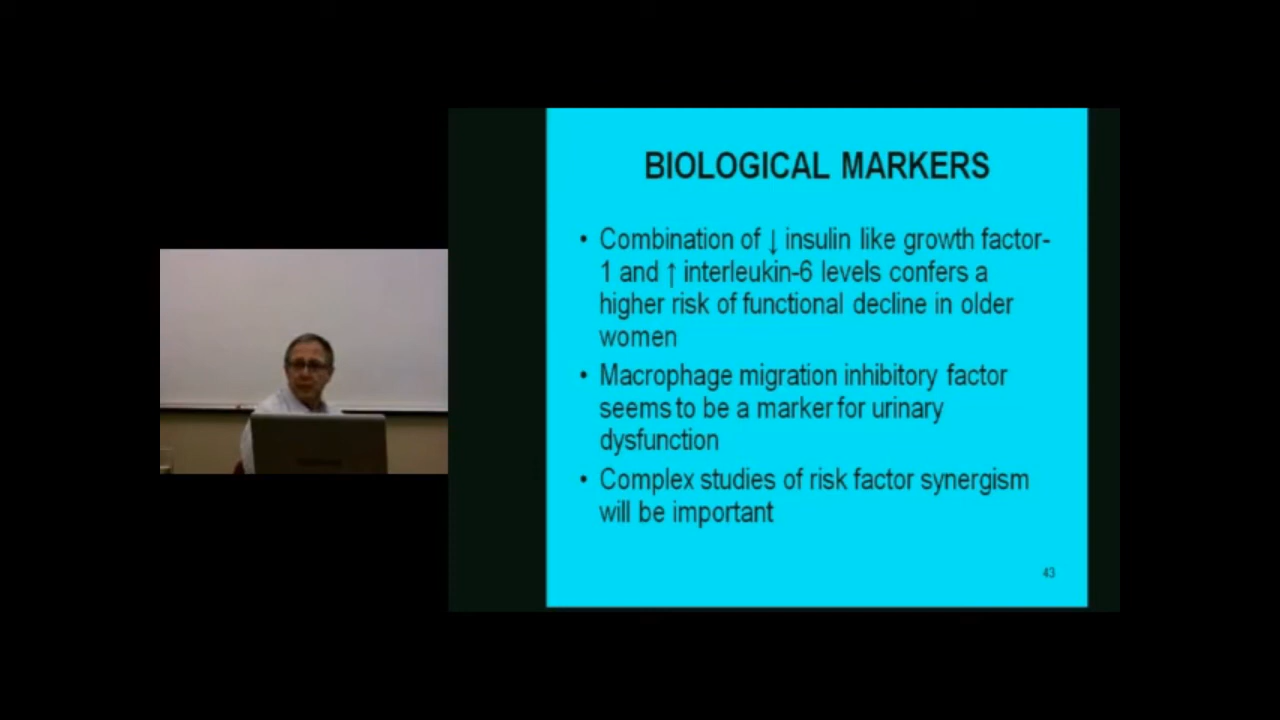 BIOLOGICAL MARKERS
• Combination of ↓ insulin like growth factor-
1 and ↑ interleukin-6 levels confers a
higher risk of functional decline in older
women
• Macrophage migration inhibitory factor
seems to be a marker for urinary
dysfunction
• Complex studies of risk factor synergism
will be important
43